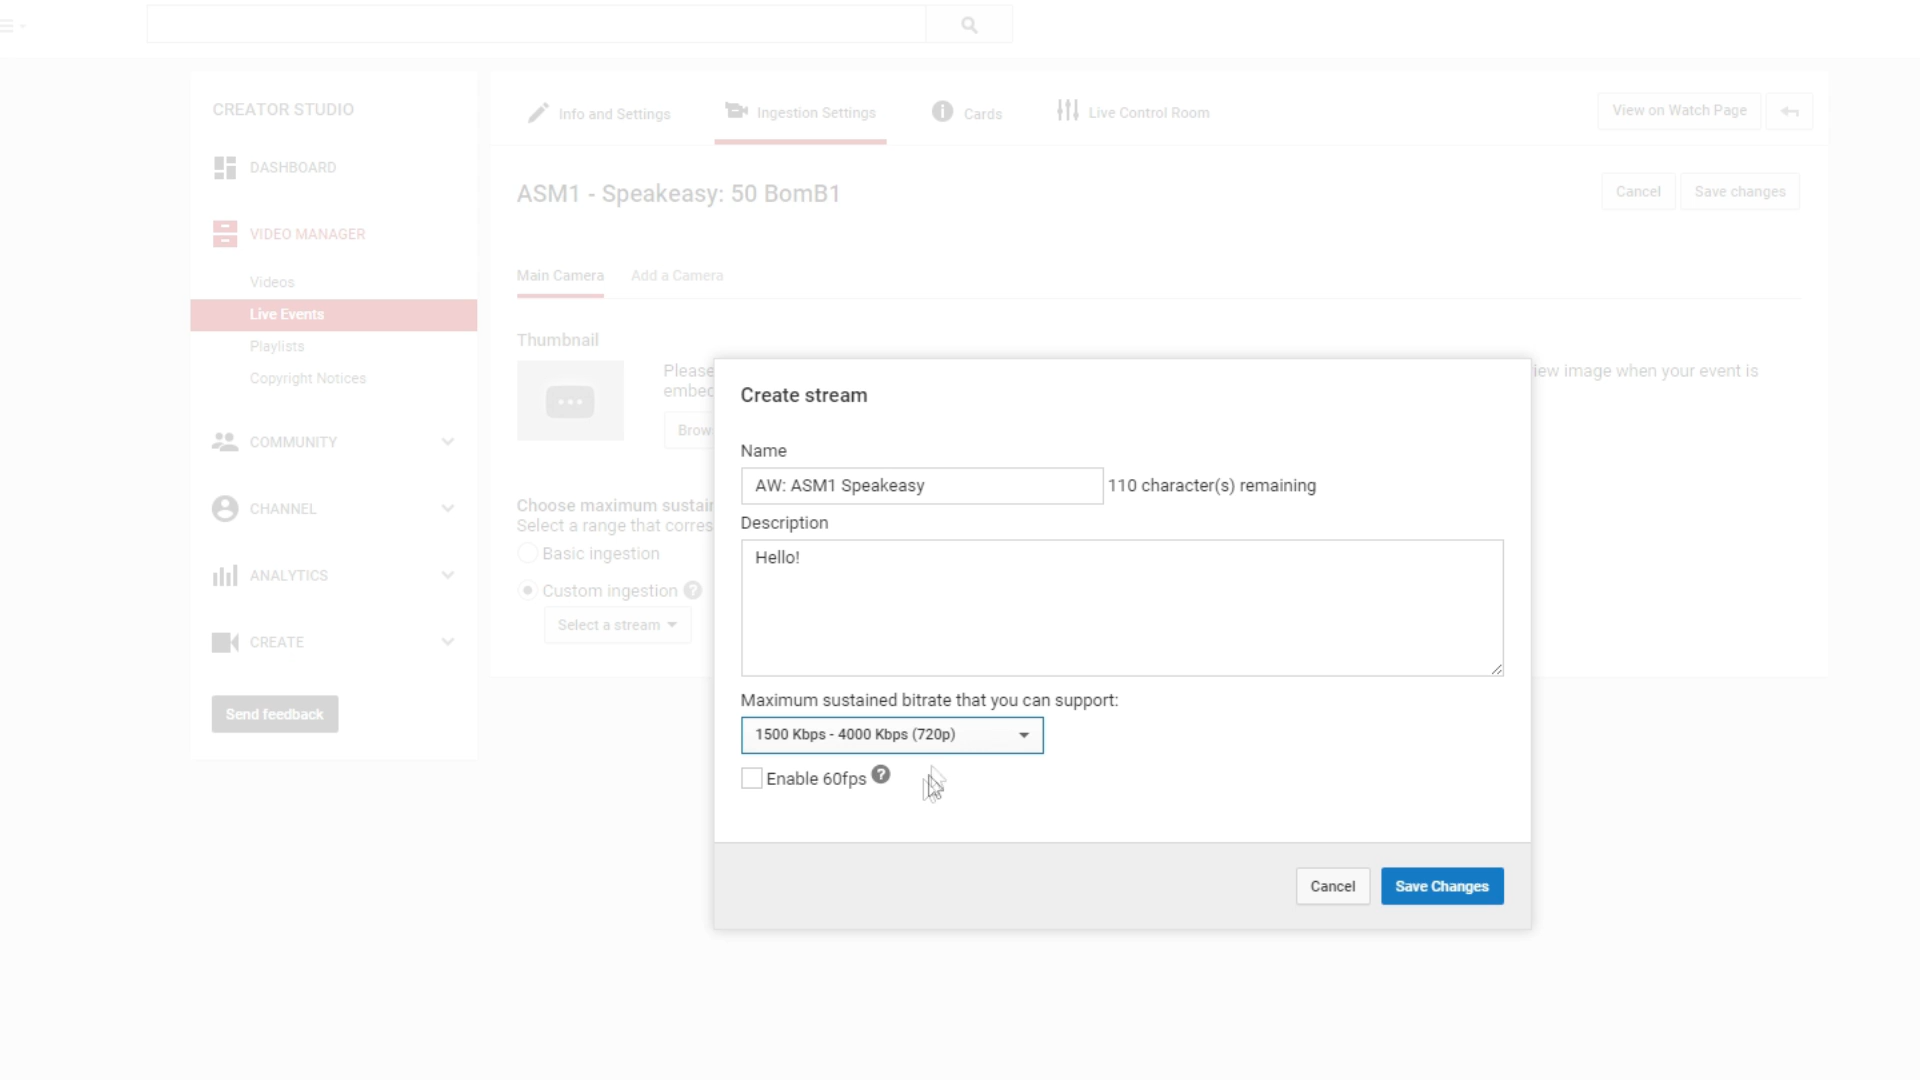 CREATOR STUDIO
DASHBOARD
VIDEO MANAGER
Videos
Live Events
Playlists
Copyright Notices
COMMUNITY
CHANNEL
ANALYTICS
CREATE
Send feedback
Info and Settings
Ingestion Settings
Cards
Live Control Room
View on Watch Page
ASM1 - Speakeasy: 50 BomB1
Cancel
Save changes
Main Camera
Add a Camera
Thumbnail
Please
iew image when your event is
embed
Brow
Choose maximum sustain
Select a range that corres
Basic ingestion
Custom ingestion ?
Select a stream
Create stream
Name
AW: ASM1 Speakeasy
110 character(s) remaining
Description
Hello!
Maximum sustained bitrate that you can support:
1500 Kbps - 4000 Kbps (720p)
Enable 60fps ?
Cancel
Save Changes